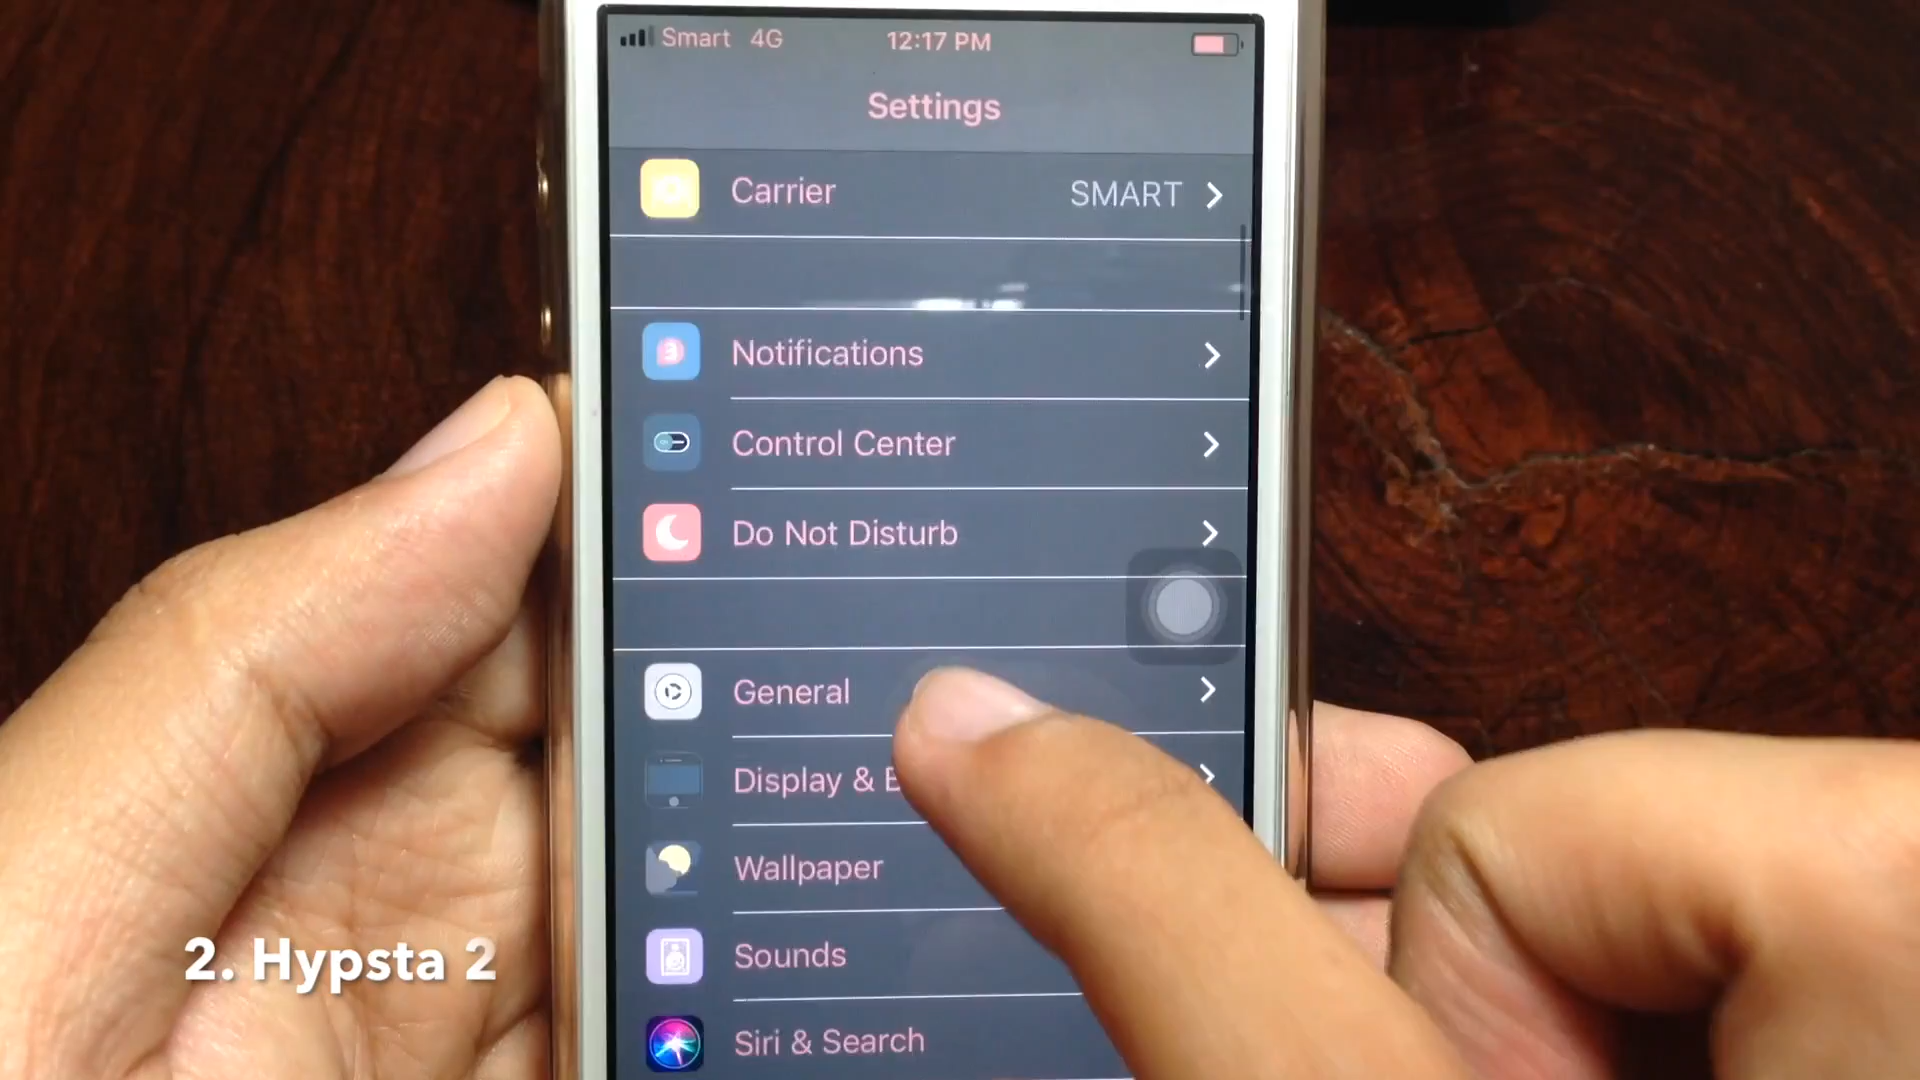 Smart 4G 12:17 PM
Settings
Carrier SMART
Notifications
Control Center
Do Not Disturb
General
Display &
Wallpaper
Sounds
Siri & Search
2. Hypsta 2